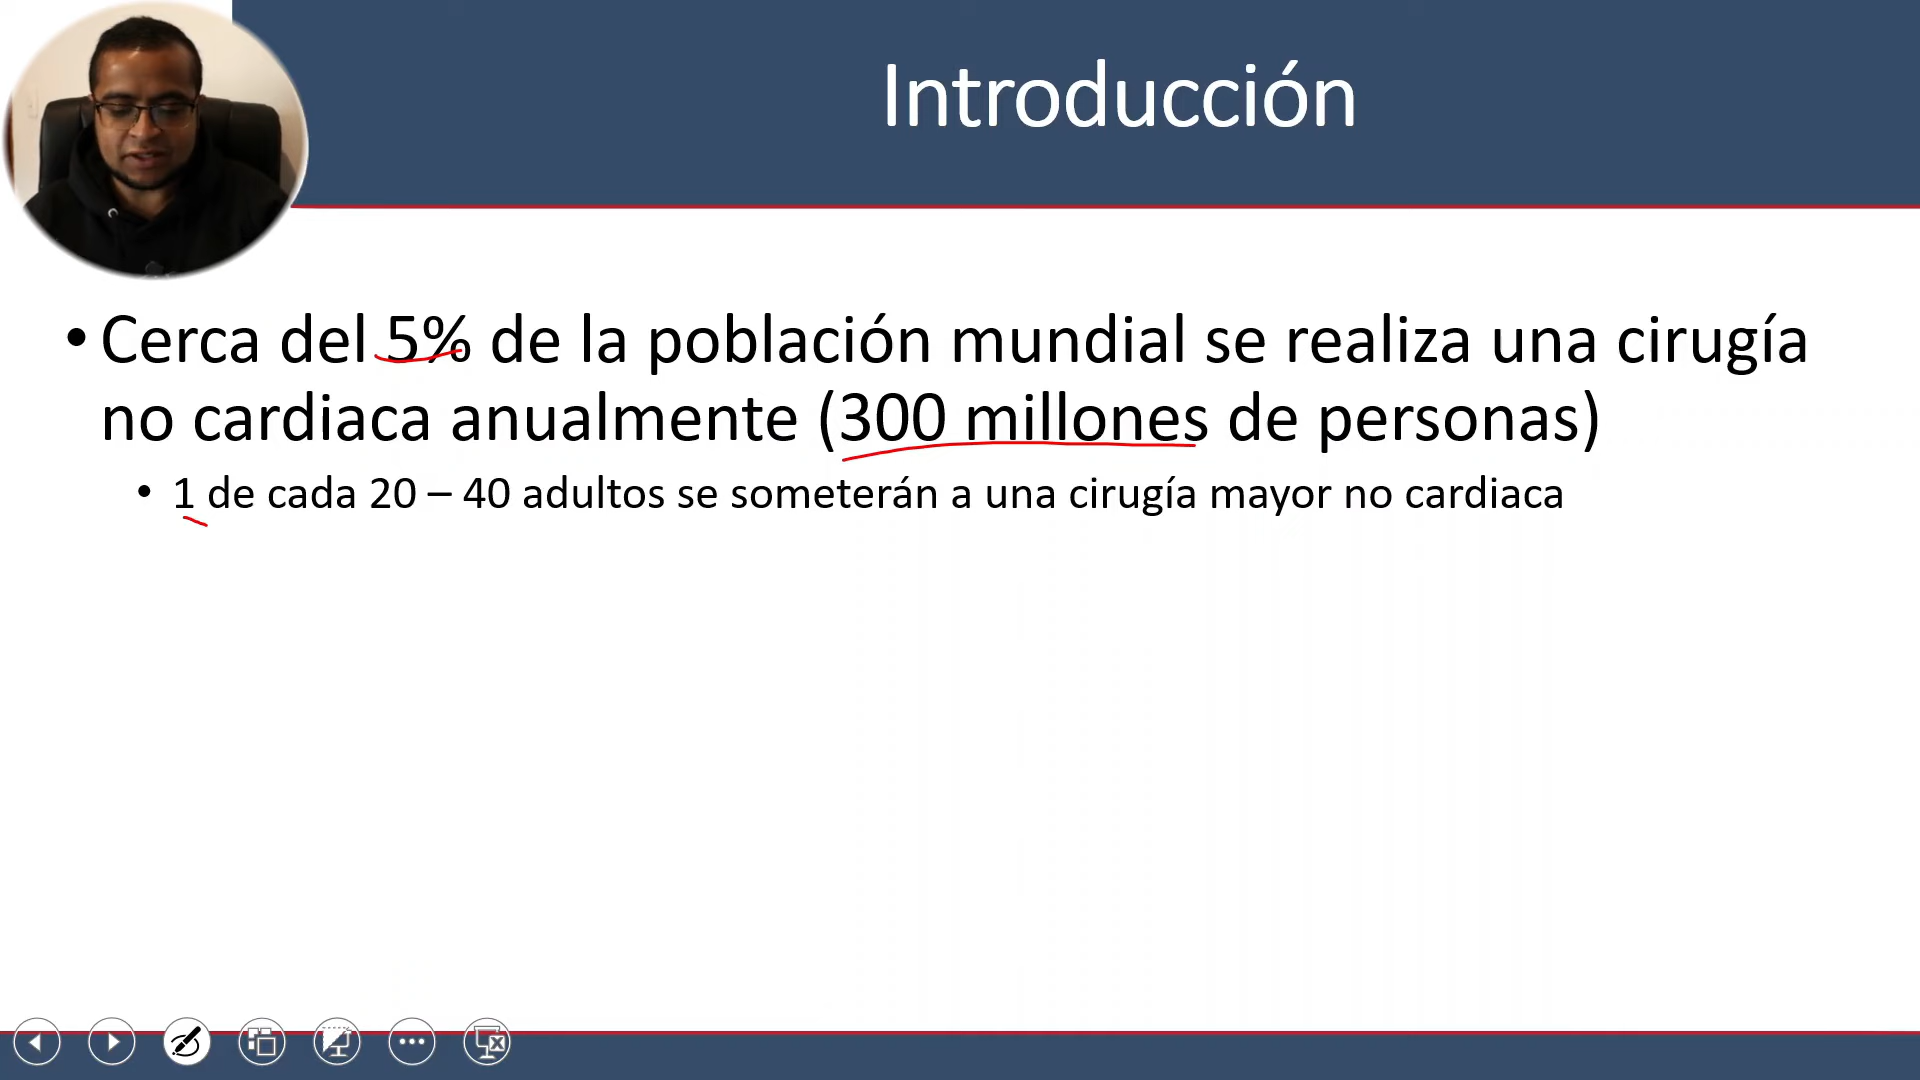 Introducción
• Cerca del 5% de la población mundial se realiza una cirugía
no cardiaca anualmente (300 millones de personas)
• 1 de cada 20 – 40 adultos se someterán a una cirugía mayor no cardiaca